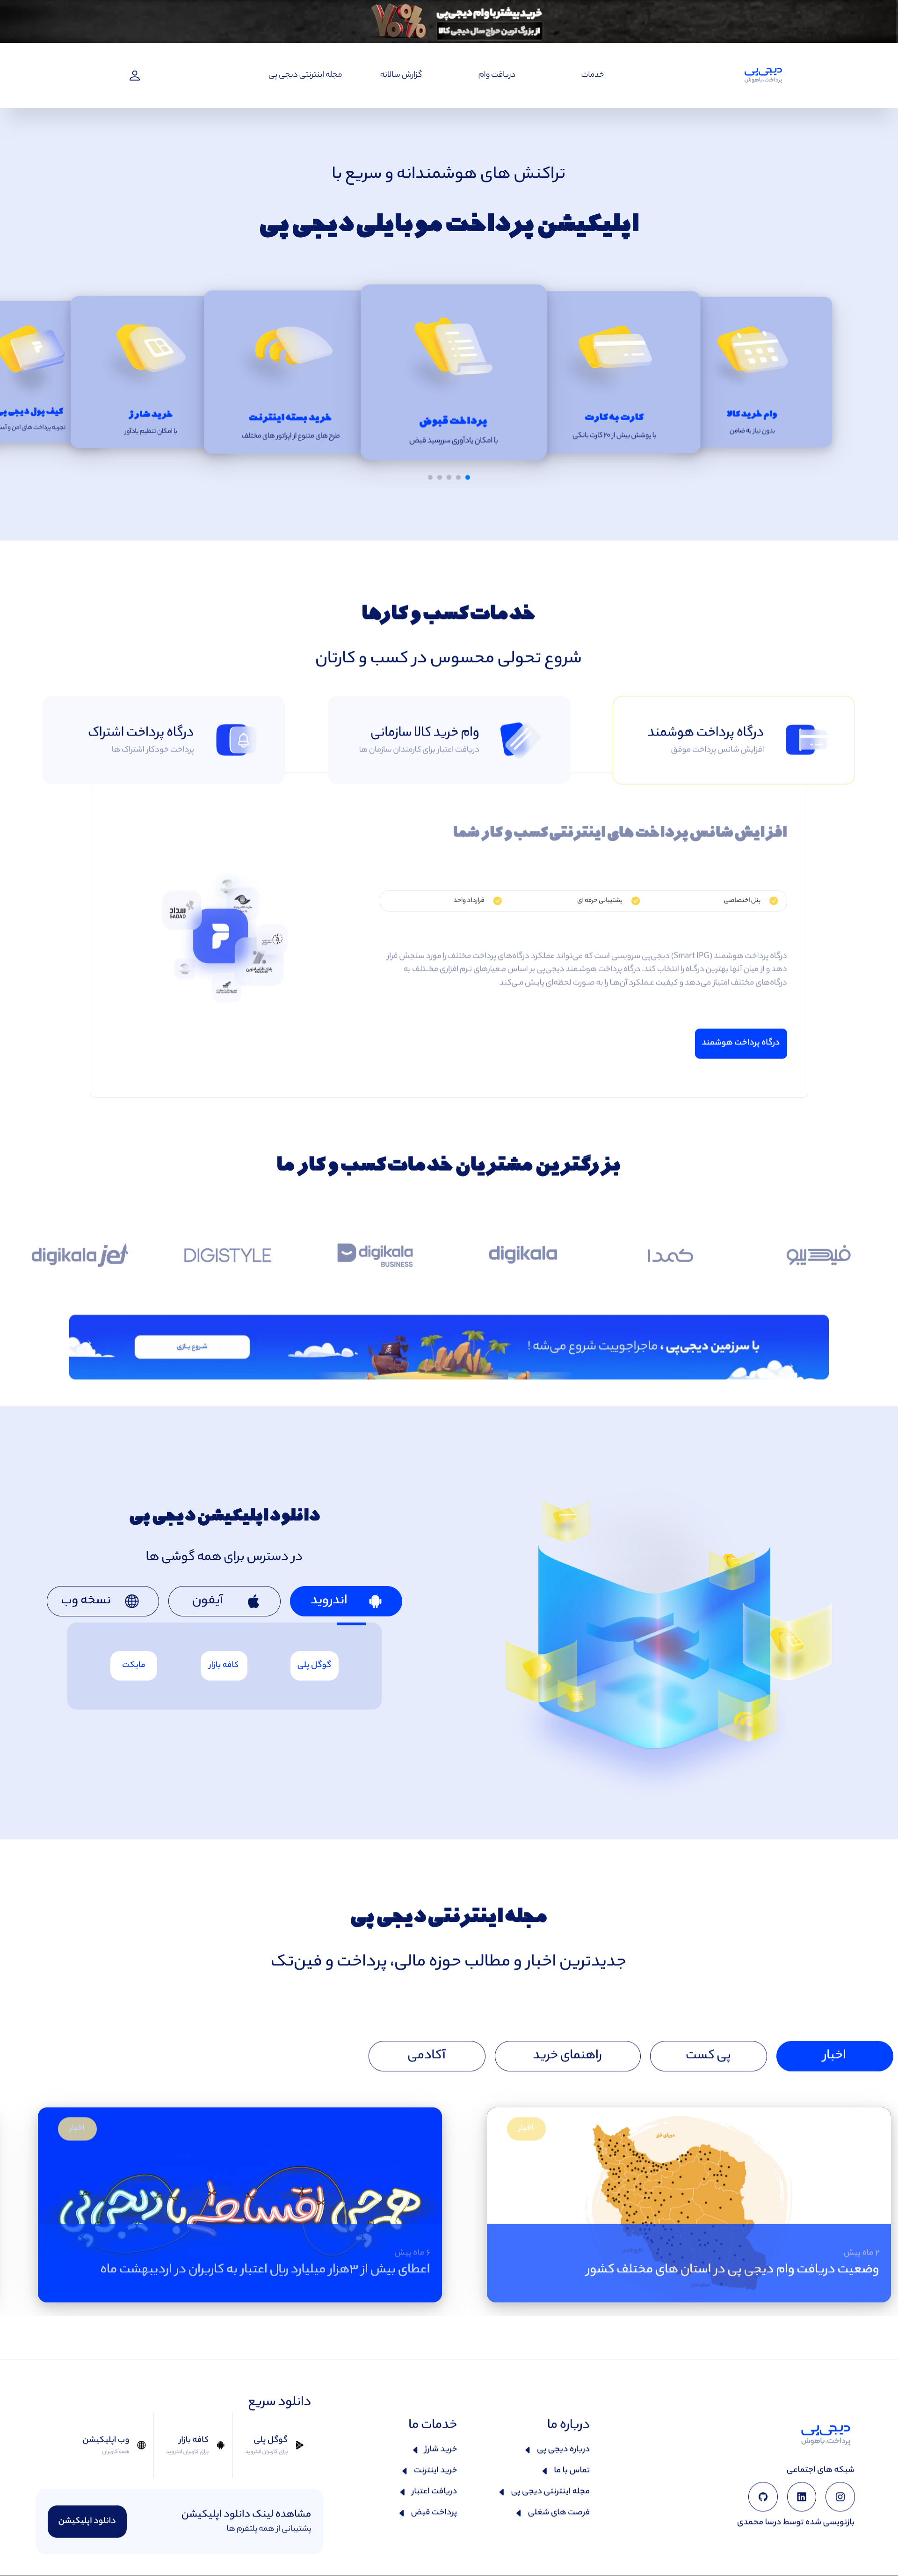 خرید بیشتر با وام دیجی‌پی
از بزرگ ترین حراج سال دیجی کالا
۷۰%
دیجی‌پی
پرداخت، باهوش
خدمات
دریافت وام
گزارش سالانه
مجله اینترنتی دیجی پی
تراکنش های هوشمندانه و سریع با
اپلیکیشن پرداخت موبایلی دیجی پی
وام خرید کالا
بدون نیاز به ضامن
کارت به کارت
با پوشش بیش از ۲۰ کارت بانکی
پرداخت قبوض
با امکان یادآوری سررسید قبض
خرید بسته اینترنت
طرح های متنوع از اپراتور های مختلف
خرید شارژ
با امکان تنظیم یادآور
کیف پول دیجی پی
تجربه پرداخت های امن و آسا
خدمات کسب و کارها
شروع تحولی محسوس در کسب و کارتان
درگاه پرداخت هوشمند
افزایش شانس پرداخت موفق
وام خرید کالا سازمانی
دریافت اعتبار برای کارمندان سازمان ها
درگاه پرداخت اشتراک
پرداخت خودکار اشتراک ها
افزایش شانس پرداخت های اینترنتی کسب و کار شما
پنل اختصاصی
پشتیبانی حرفه ای
قرارداد واحد
سداد
SADAD
درگاه پرداخت هوشمند (Smart IPG) دیجی‌پی سرویسی است که می‌تواند عملکرد درگاه‌های پرداخت مختلف را مورد سنجش قرار
دهد و از میان آنها بهترین درگاه را انتخاب کند. درگاه پرداخت هوشمند دیجی‌پی بر اساس معیارهای نرم افزاری مختلف به
درگاه‌های مختلف امتیاز می‌دهد و کیفیت عملکرد آن‌ها را به صورت لحظه‌ای پایش می‌کند
درگاه پرداخت هوشمند
بزرگترین مشتریان خدمات کسب و کار ما
فیدیبو
کمدا
digikala
digikala
BUSINESS
DIGISTYLE
digikala jet
با سرزمین دیجی‌پی، ماجراجوییت شروع می‌شه !
شروع بازی
دانلود اپلیکیشن دیجی پی
در دسترس برای همه گوشی ها
اندروید
آیفون
نسخه وب
گوگل پلی
کافه بازار
مایکت
مجله اینترنتی دیجی پی
جدیدترین اخبار و مطالب حوزه مالی، پرداخت و فین‌تک
اخبار
پی کست
راهنمای خرید
آکادمی
اخبار
دریای خزر
۲ ماه پیش
وضعیت دریافت وام دیجی پی در استان های مختلف کشور
اخبار
هرچی اقساطه با دیجی‌پی
۶ ماه پیش
اعطای بیش از ۳هزار میلیارد ریال اعتبار به کاربران در اردیبهشت ماه
دیجی‌پی
پرداخت، باهوش
شبکه های اجتماعی
بازنویسی شده توسط درسا محمدی
درباره ما
درباره دیجی پی
تماس با ما
مجله اینترنتی دیجی پی
فرصت های شغلی
خدمات ما
خرید شارژ
خرید اینترنت
دریافت اعتبار
پرداخت قبض
دانلود سریع
گوگل پلی
برای کاربران اندروید
کافه بازار
برای کاربران اندروید
وب اپلیکیشن
همه کاربران
مشاهده لینک دانلود اپلیکیشن
پشتیبانی از همه پلتفرم ها
دانلود اپلیکیشن